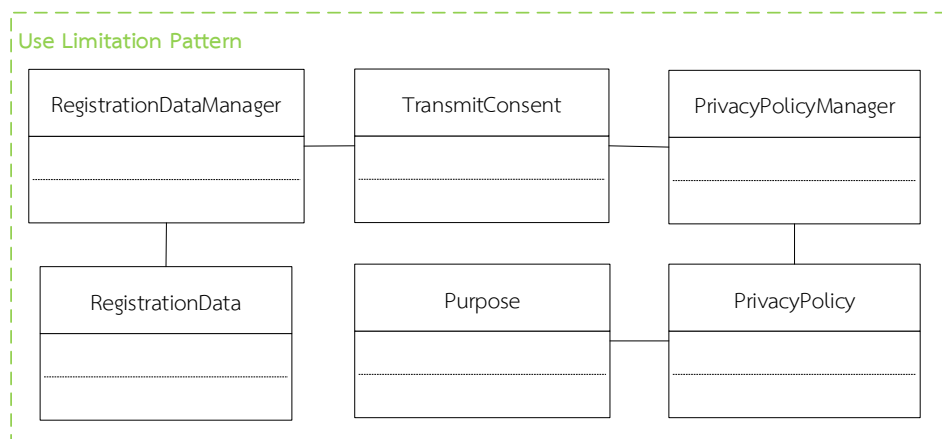 Use Limitation Pattern
RegistrationDataManager
TransmitConsent
PrivacyPolicyManager
RegistrationData
Purpose
PrivacyPolicy